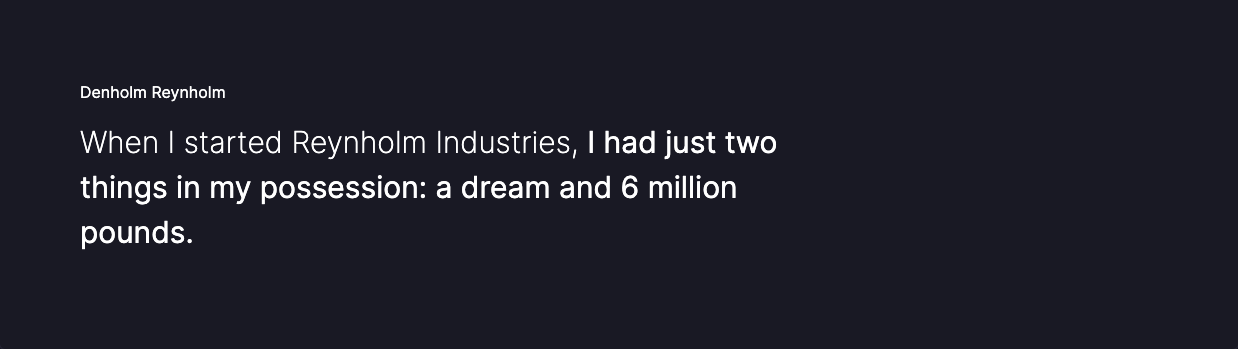 Denholm Reynholm
When I started Reynholm Industries, I had just two
things in my possession: a dream and 6 million
pounds.